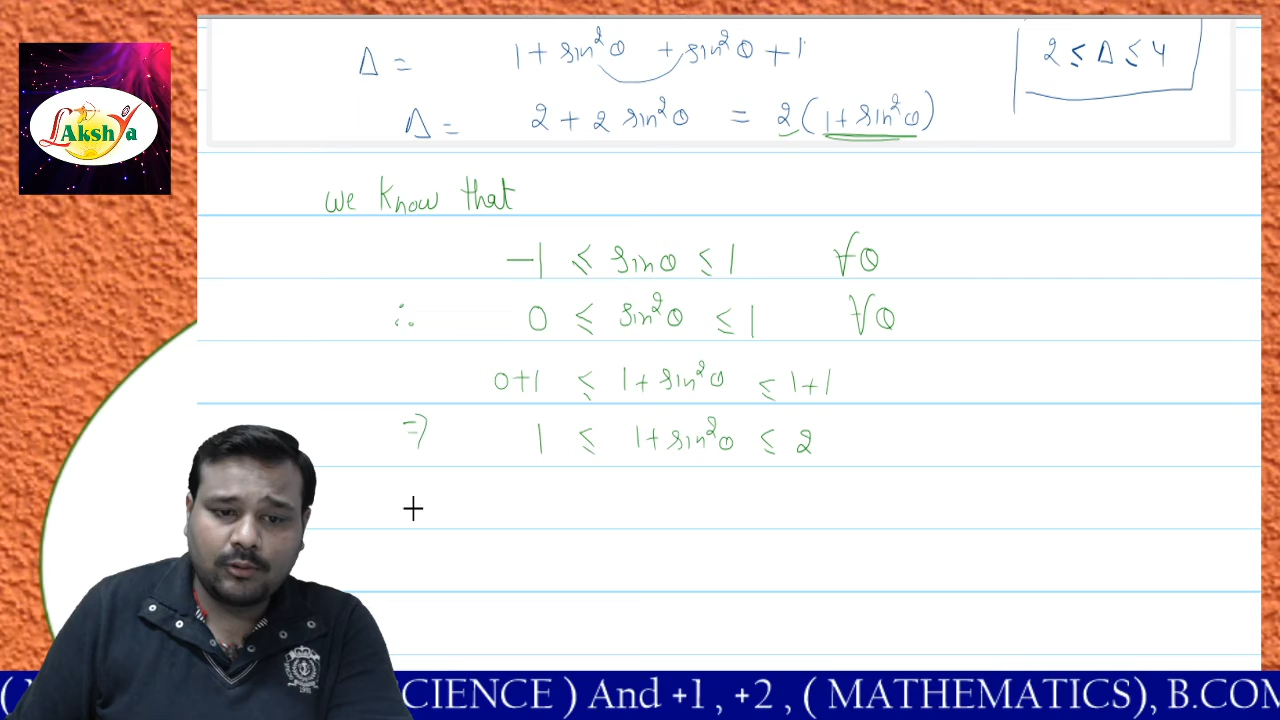 Δ = 1 + sin²θ + sin²θ + 1
2 ≤ Δ ≤ 4
Δ = 2 + 2 sin²θ = 2(1 + sin²θ)
LAkshYa
we know that
-1 ≤ sinθ ≤ 1 ∀θ
∴ 0 ≤ sin²θ ≤ 1 ∀θ
0+1 ≤ 1 + sin²θ ≤ 1+1
⇒ 1 ≤ 1 + sin²θ ≤ 2
( CIENCE ) And +1, +2 , ( MATHEMATICS), B.COM